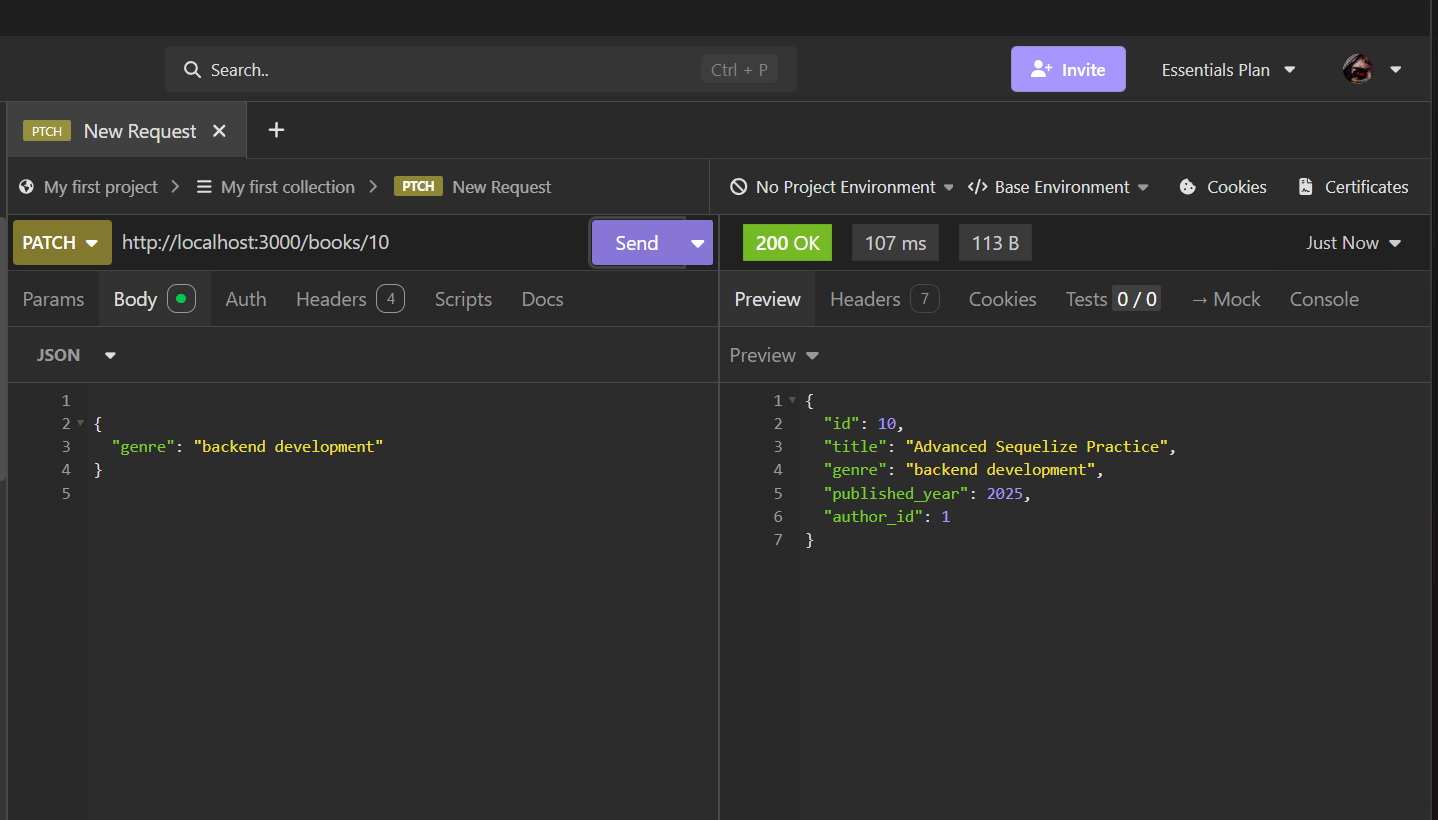 Search.. Ctrl + P Invite Essentials Plan
PTCH New Request
My first project My first collection PTCH New Request No Project Environment Base Environment Cookies Certificates
PATCH http://localhost:3000/books/10 Send 200 OK 107 ms 113 B Just Now
Params Body Auth Headers 4 Scripts Docs Preview Headers 7 Cookies Tests 0 / 0 → Mock Console
JSON Preview
1
2 {
3 "genre": "backend development"
4 }
5
1 {
2 "id": 10,
3 "title": "Advanced Sequelize Practice",
4 "genre": "backend development",
5 "published_year": 2025,
6 "author_id": 1
7 }